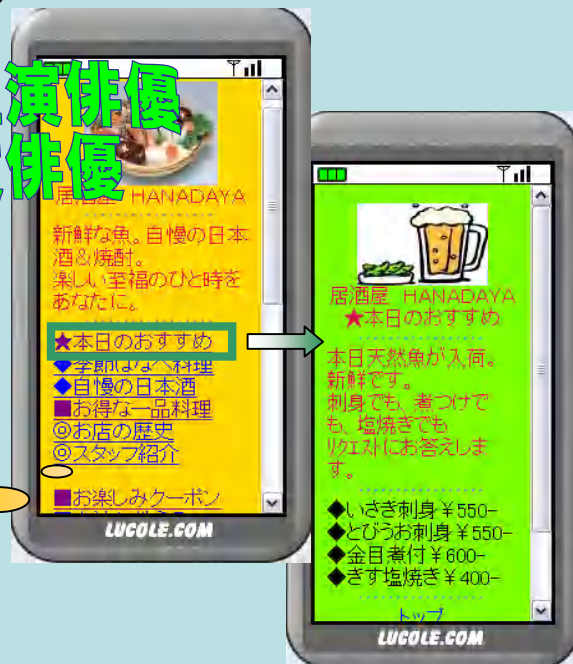 演俳優
俳優
居酒屋 HANADAYA
新鮮な魚。自慢の日本
酒&焼酎。
楽しい至福のひと時を
あなたに。
★本日のおすすめ
◆季節はなべ料理
◆自慢の日本酒
■お得な一品料理
◎お店の歴史
◎スタッフ紹介
■お楽しみクーポン
LUCOLE.COM
居酒屋 HANADAYA
★本日のおすすめ
本日天然魚が入荷。
新鮮です。
刺身でも、煮つけで
も、塩焼きでも
リクエストにお答えしま
す。
◆いさぎ刺身¥550-
◆とびうお刺身¥550-
◆金目煮付¥600-
◆きす塩焼き¥400-
トップ
LUCOLE.COM